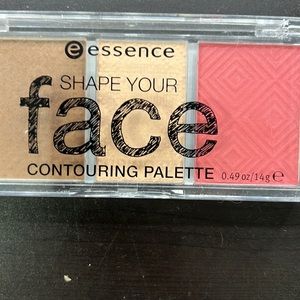 essence
SHAPE YOUR
face
CONTOURING PALETTE
0.49 oz/14g ℮